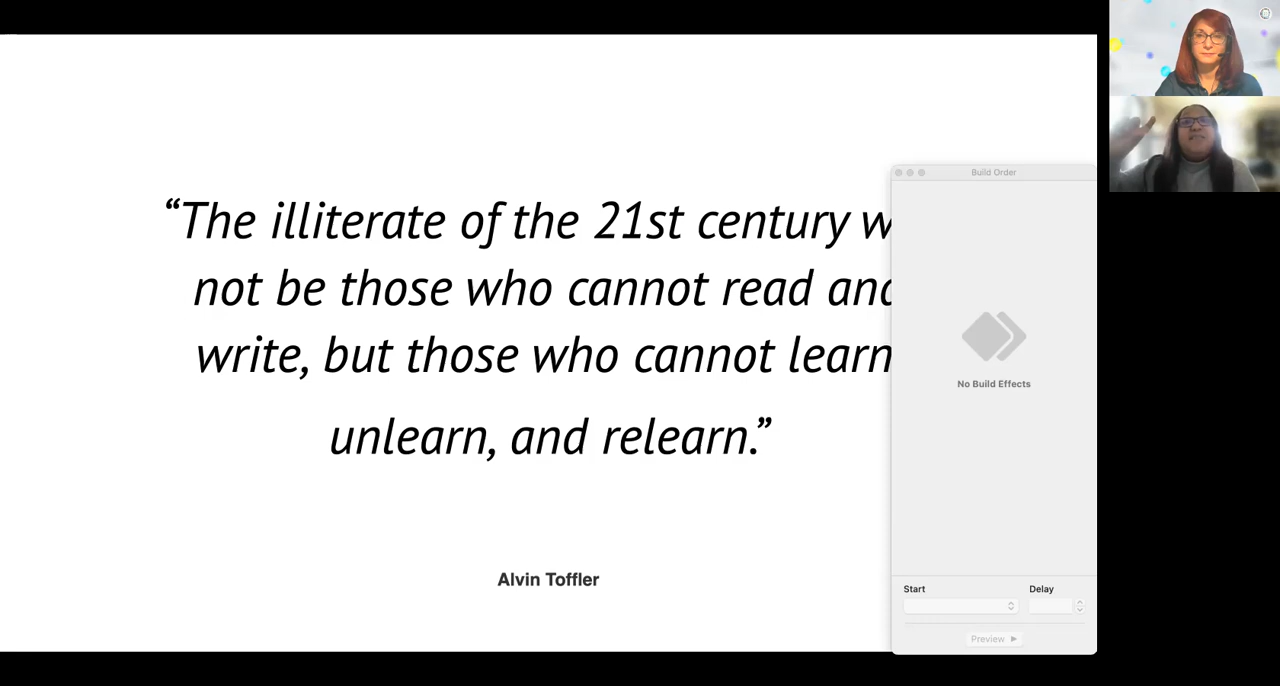 “The illiterate of the 21st century w
not be those who cannot read and
write, but those who cannot learn
unlearn, and relearn.”
Alvin Toffler
Build Order
No Build Effects
Start
Delay
Preview